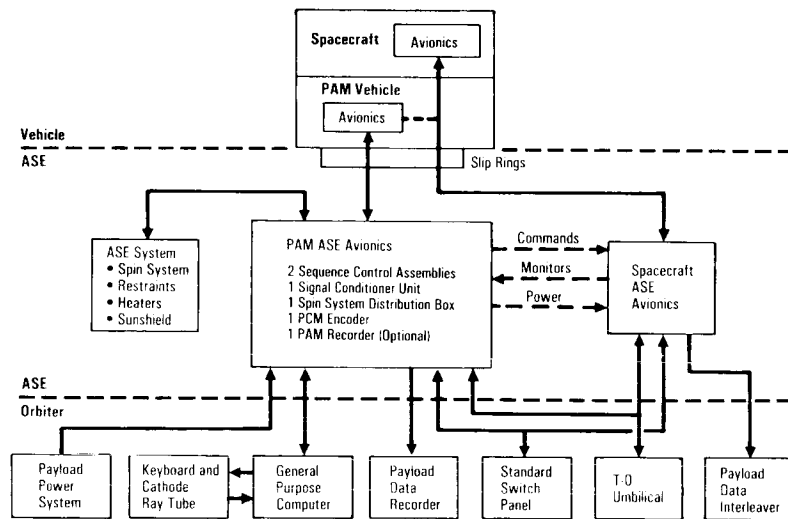 Spacecraft
Avionics
PAM Vehicle
Avionics
Vehicle
ASE
Slip Rings
ASE System
• Spin System
• Restraints
• Heaters
• Sunshield
PAM ASE Avionics
2 Sequence Control Assemblies
1 Signal Conditioner Unit
1 Spin System Distribution Box
1 PCM Encoder
1 PAM Recorder (Optional)
Commands
Monitors
Power
Spacecraft
ASE
Avionics
ASE
Orbiter
Payload
Power
System
Keyboard and
Cathode
Ray Tube
General
Purpose
Computer
Payload
Data
Recorder
Standard
Switch
Panel
T-O
Umbilical
Payload
Data
Interleaver